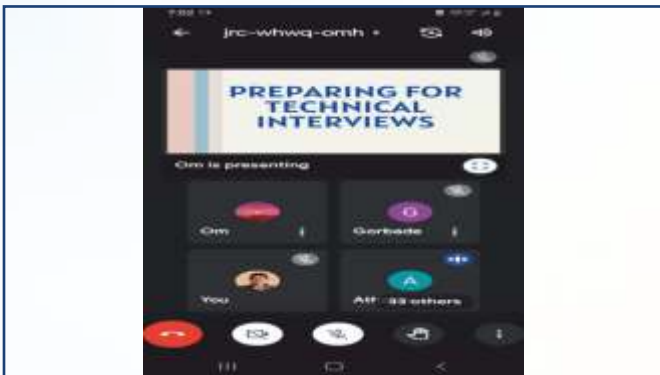 jrc-whwq-omh
PREPARING FOR
TECHNICAL
INTERVIEWS
Om is presenting
Om
G
Gorbade
You
A
33 others